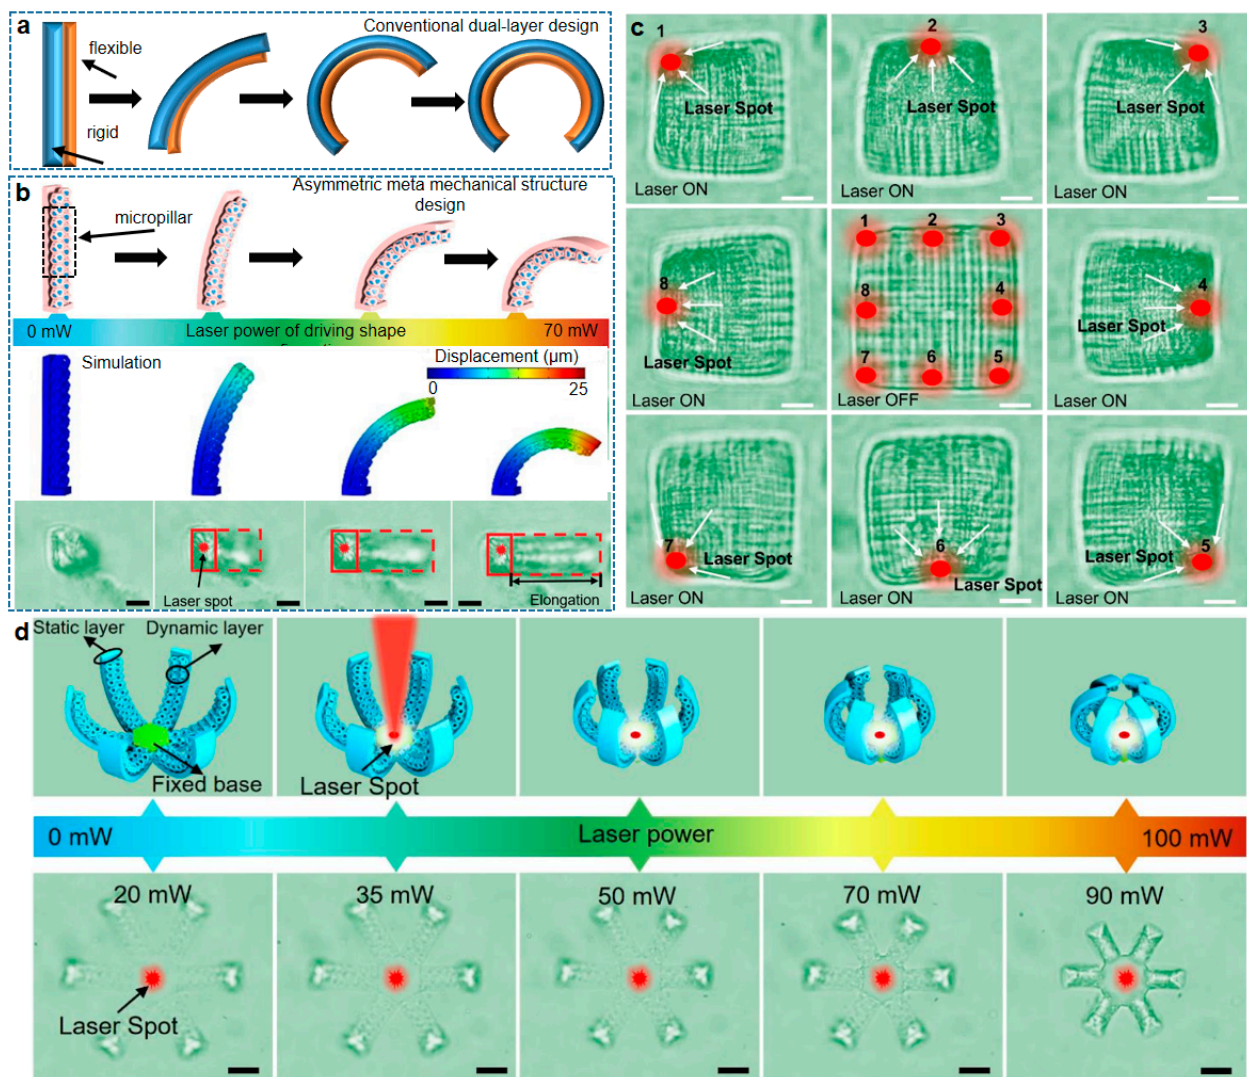 a
Conventional dual-layer design
flexible
rigid
b
Asymmetric meta mechanical structure
design
micropillar
0 mW
Laser power of driving shape
70 mW
Simulation
Displacement (μm)
0
25
Laser spot
Elongation
c
1
Laser Spot
Laser ON
2
Laser Spot
Laser ON
3
Laser Spot
Laser ON
8
Laser Spot
Laser ON
1
2
3
8
4
7
6
5
Laser OFF
4
Laser Spot
Laser ON
7
Laser Spot
Laser ON
6
Laser Spot
Laser ON
5
Laser Spot
Laser ON
d
Static layer
Dynamic layer
Fixed base
Laser Spot
0 mW
Laser power
100 mW
20 mW
35 mW
50 mW
70 mW
90 mW
Laser Spot